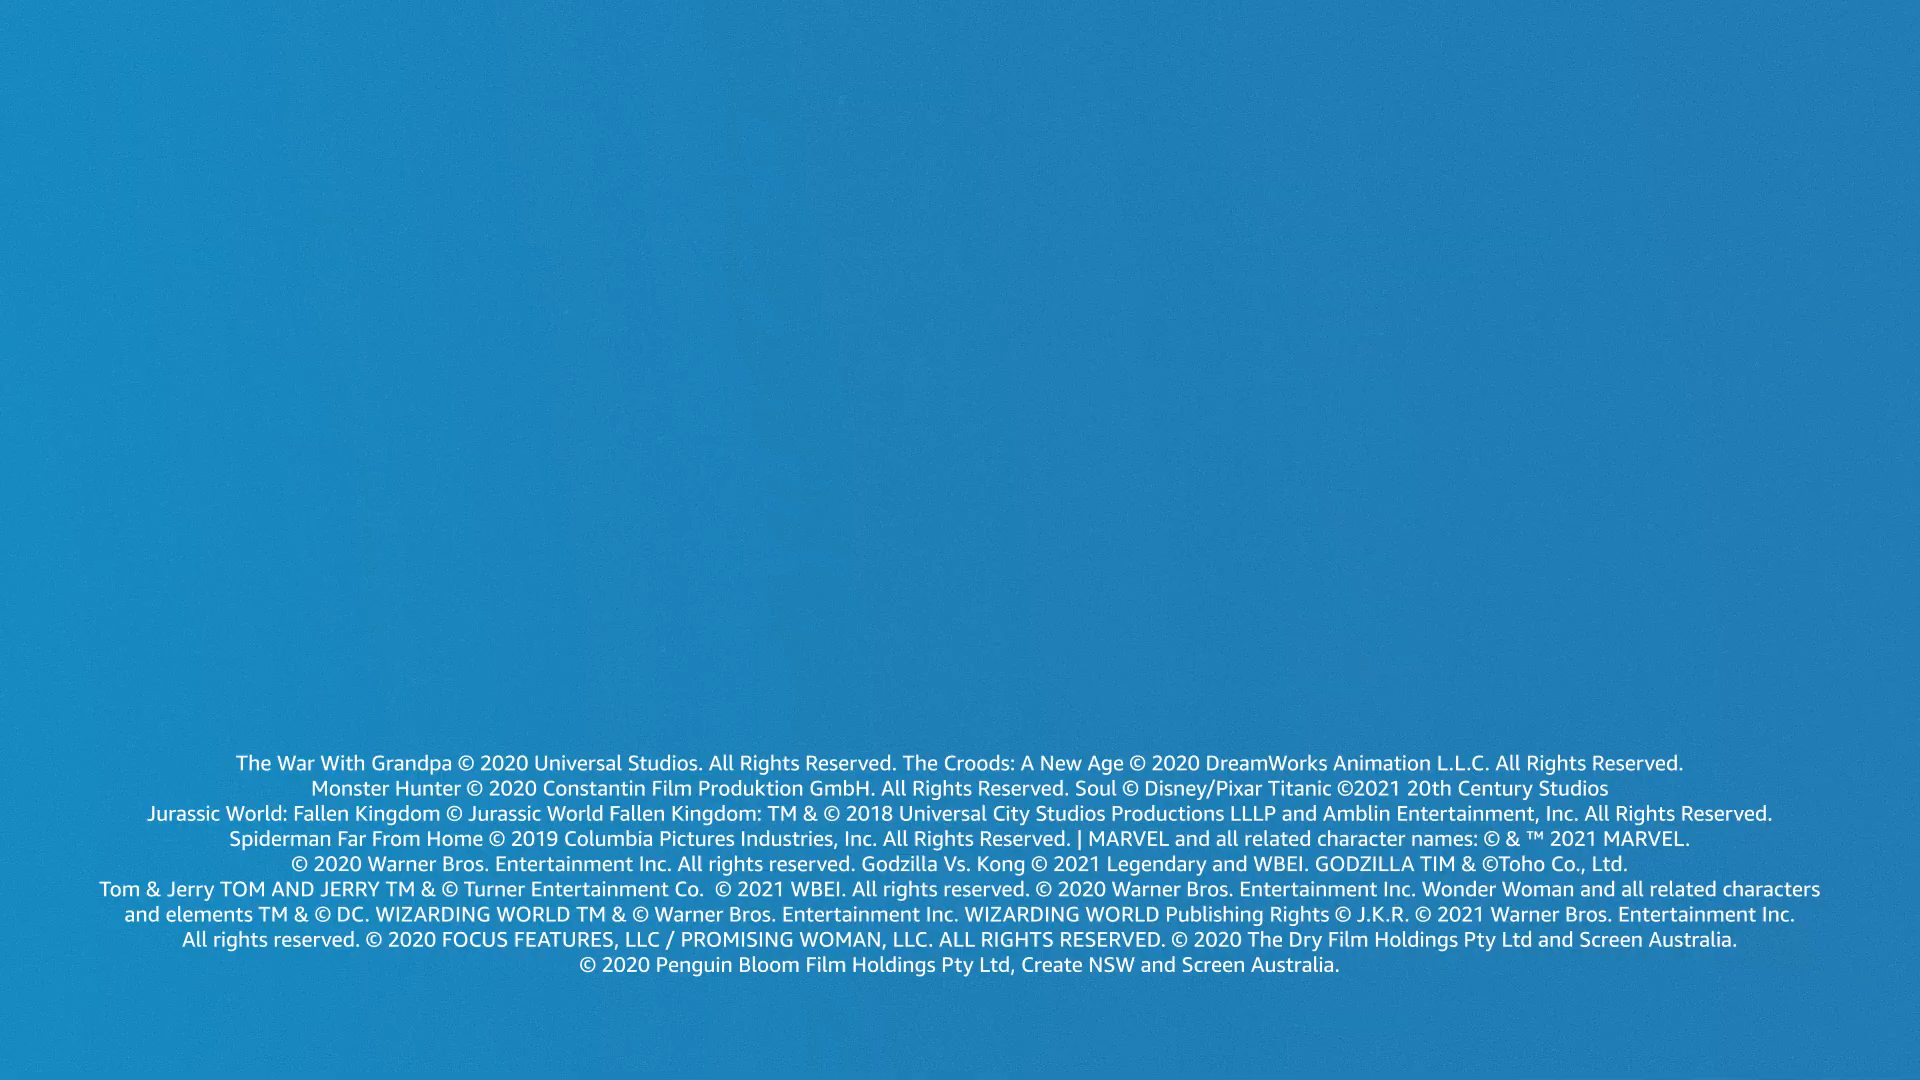 The War With Grandpa © 2020 Universal Studios. All Rights Reserved. The Croods: A New Age © 2020 DreamWorks Animation L.L.C. All Rights Reserved.
Monster Hunter © 2020 Constantin Film Produktion GmbH. All Rights Reserved. Soul © Disney/Pixar Titanic ©2021 20th Century Studios
Jurassic World: Fallen Kingdom © Jurassic World Fallen Kingdom: TM & © 2018 Universal City Studios Productions LLLP and Amblin Entertainment, Inc. All Rights Reserved.
Spiderman Far From Home © 2019 Columbia Pictures Industries, Inc. All Rights Reserved. | MARVEL and all related character names: © & ™ 2021 MARVEL.
© 2020 Warner Bros. Entertainment Inc. All rights reserved. Godzilla Vs. Kong © 2021 Legendary and WBEI. GODZILLA TIM & ©Toho Co., Ltd.
Tom & Jerry TOM AND JERRY TM & © Turner Entertainment Co.  © 2021 WBEI. All rights reserved. © 2020 Warner Bros. Entertainment Inc. Wonder Woman and all related characters
and elements TM & © DC. WIZARDING WORLD TM & © Warner Bros. Entertainment Inc. WIZARDING WORLD Publishing Rights © J.K.R. © 2021 Warner Bros. Entertainment Inc.
All rights reserved. © 2020 FOCUS FEATURES, LLC / PROMISING WOMAN, LLC. ALL RIGHTS RESERVED. © 2020 The Dry Film Holdings Pty Ltd and Screen Australia.
© 2020 Penguin Bloom Film Holdings Pty Ltd, Create NSW and Screen Australia.